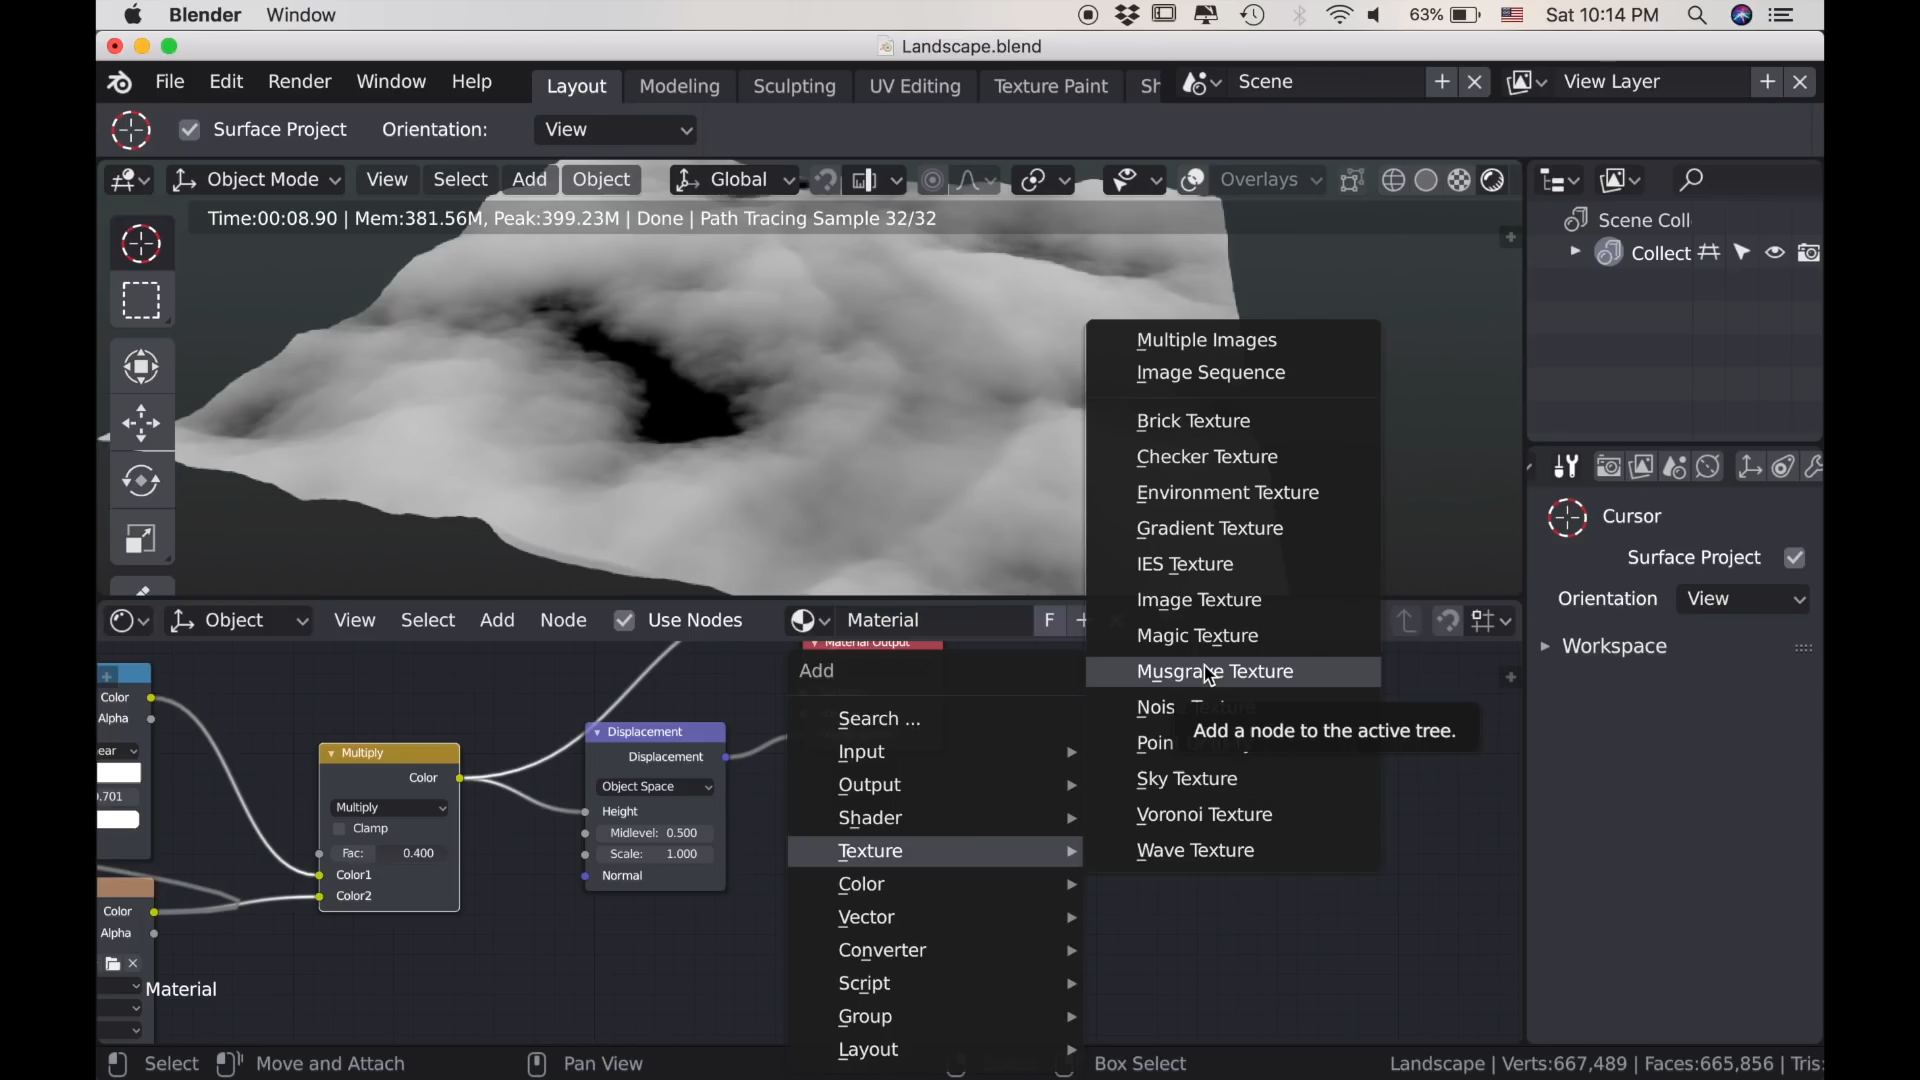 Blender Window 63% Sat 10:14 PM
Landscape.blend
File Edit Render Window Help Layout Modeling Sculpting UV Editing Texture Paint Sh Scene View Layer
Surface Project Orientation: View
Object Mode View Select Add Object Global Overlays
Time:00:08.90 | Mem:381.56M, Peak:399.23M | Done | Path Tracing Sample 32/32
Scene Coll
Collect
Cursor
Surface Project
Orientation View
Workspace
Multiple Images
Image Sequence
Brick Texture
Checker Texture
Environment Texture
Gradient Texture
IES Texture
Image Texture
Magic Texture
Musgrave Texture
Nois
Poin
Add a node to the active tree.
Sky Texture
Voronoi Texture
Wave Texture
Object View Select Add Node Use Nodes Material F
Material Output
Add
Search ...
Input
Output
Shader
Texture
Color
Vector
Converter
Script
Group
Layout
Color
Alpha
ear
.701
Color
Alpha
Multiply
Color
Multiply
Clamp
Fac: 0.400
Color1
Color2
Displacement
Displacement
Object Space
Height
Midlevel: 0.500
Scale: 1.000
Normal
Material
Select Move and Attach Pan View Box Select Landscape | Verts:667,489 | Faces:665,856 | Tris: